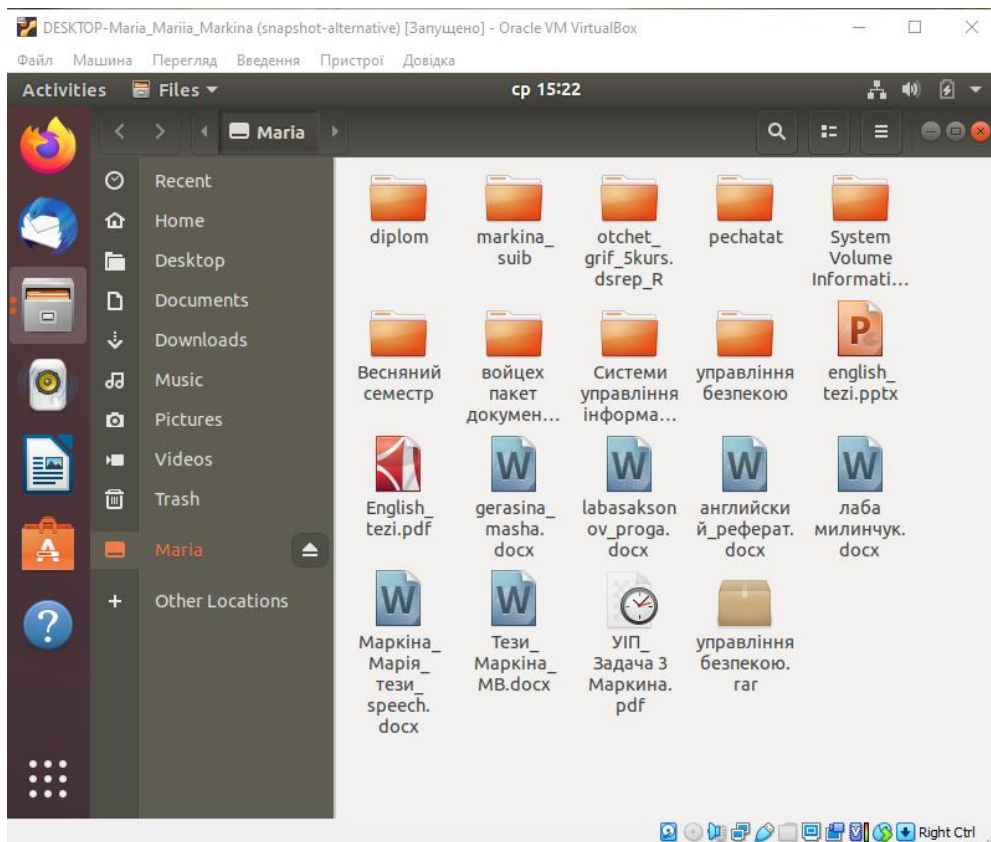 DESKTOP-Maria_Mariia_Markina (snapshot-alternative) [Запущено] - Oracle VM VirtualBox
Файл Машина Перегляд Введення Пристрої Довідка
Activities Files ср 15:22
Maria
Recent
Home
Desktop
Documents
Downloads
Music
Pictures
Videos
Trash
Maria
Other Locations
diplom
markina_
suib
otchet_
grif_5kurs.
dsrep_R
pechatat
System
Volume
Informati...
Весняний
семестр
войцех
пакет
докумен...
Системи
управління
інформа...
управління
безпекою
english_
tezi.pptx
English_
tezi.pdf
gerasina_
masha.
docx
labasakson
ov_proga.
docx
английски
й_реферат.
docx
лаба
милинчук.
docx
Маркіна_
Марія_
тези_
speech.
docx
Тези_
Маркіна_
МВ.docx
УІП_
Задача 3
Маркина.
pdf
управління
безпекою.
rar
Right Ctrl